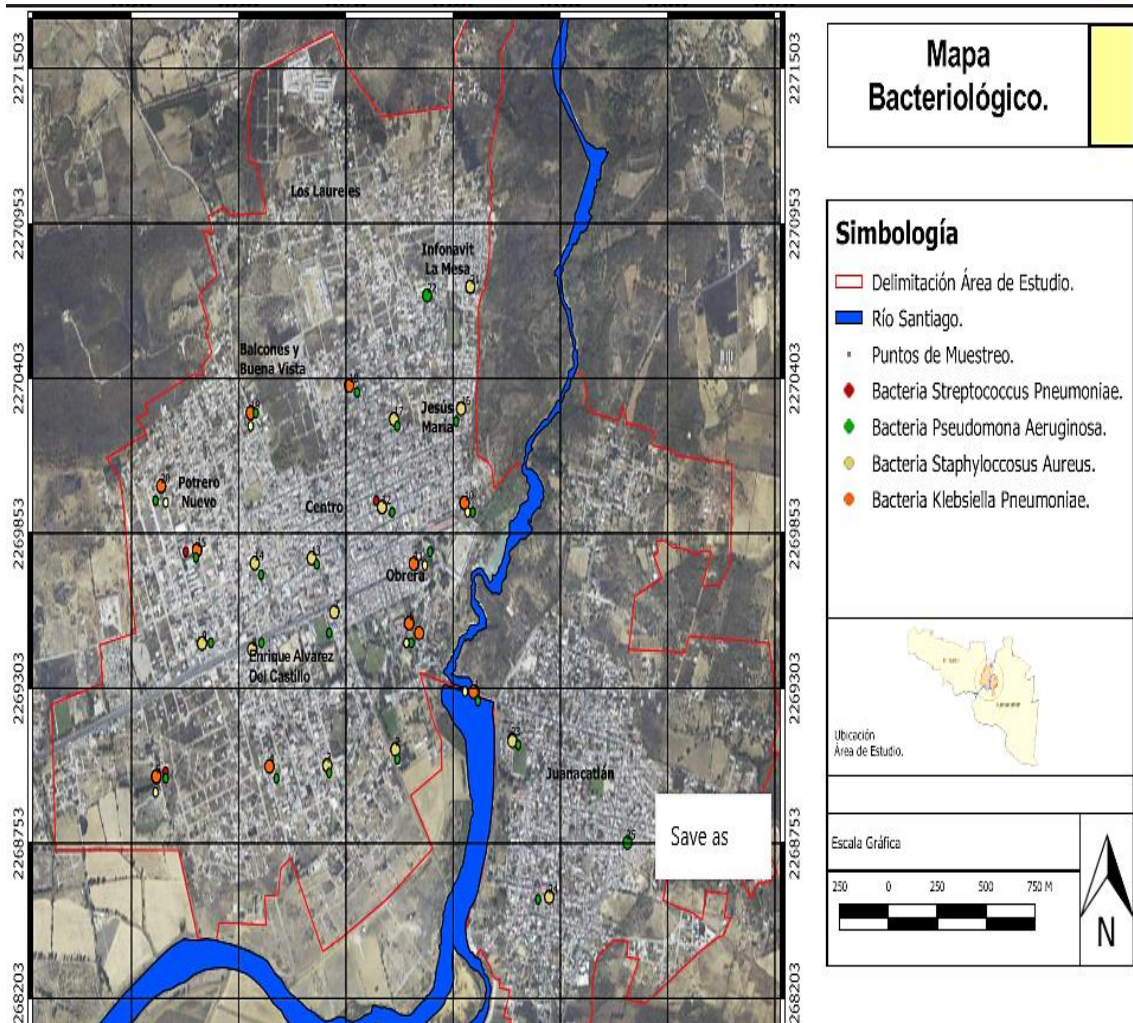 Mapa
Bacteriológico.
Simbología
Delimitación Área de Estudio.
Río Santiago.
Puntos de Muestreo.
Bacteria Streptococcus Pneumoniae.
Bacteria Pseudomona Aeruginosa.
Bacteria Staphyloccosus Aureus.
Bacteria Klebsiella Pneumoniae.
Ubicación
Área de Estudio.
Escala Gráfica
250 0 250 500 750 M
N
2271503
2270953
2270403
2269853
2269303
2268753
2268203
Los Laureles
Infonavit
La Mesa
Balcones y
Buena Vista
Jesús
María
Potrero
Nuevo
Centro
Obrera
Enrique Alvarez
Del Castillo
Juanacatlán
Save as